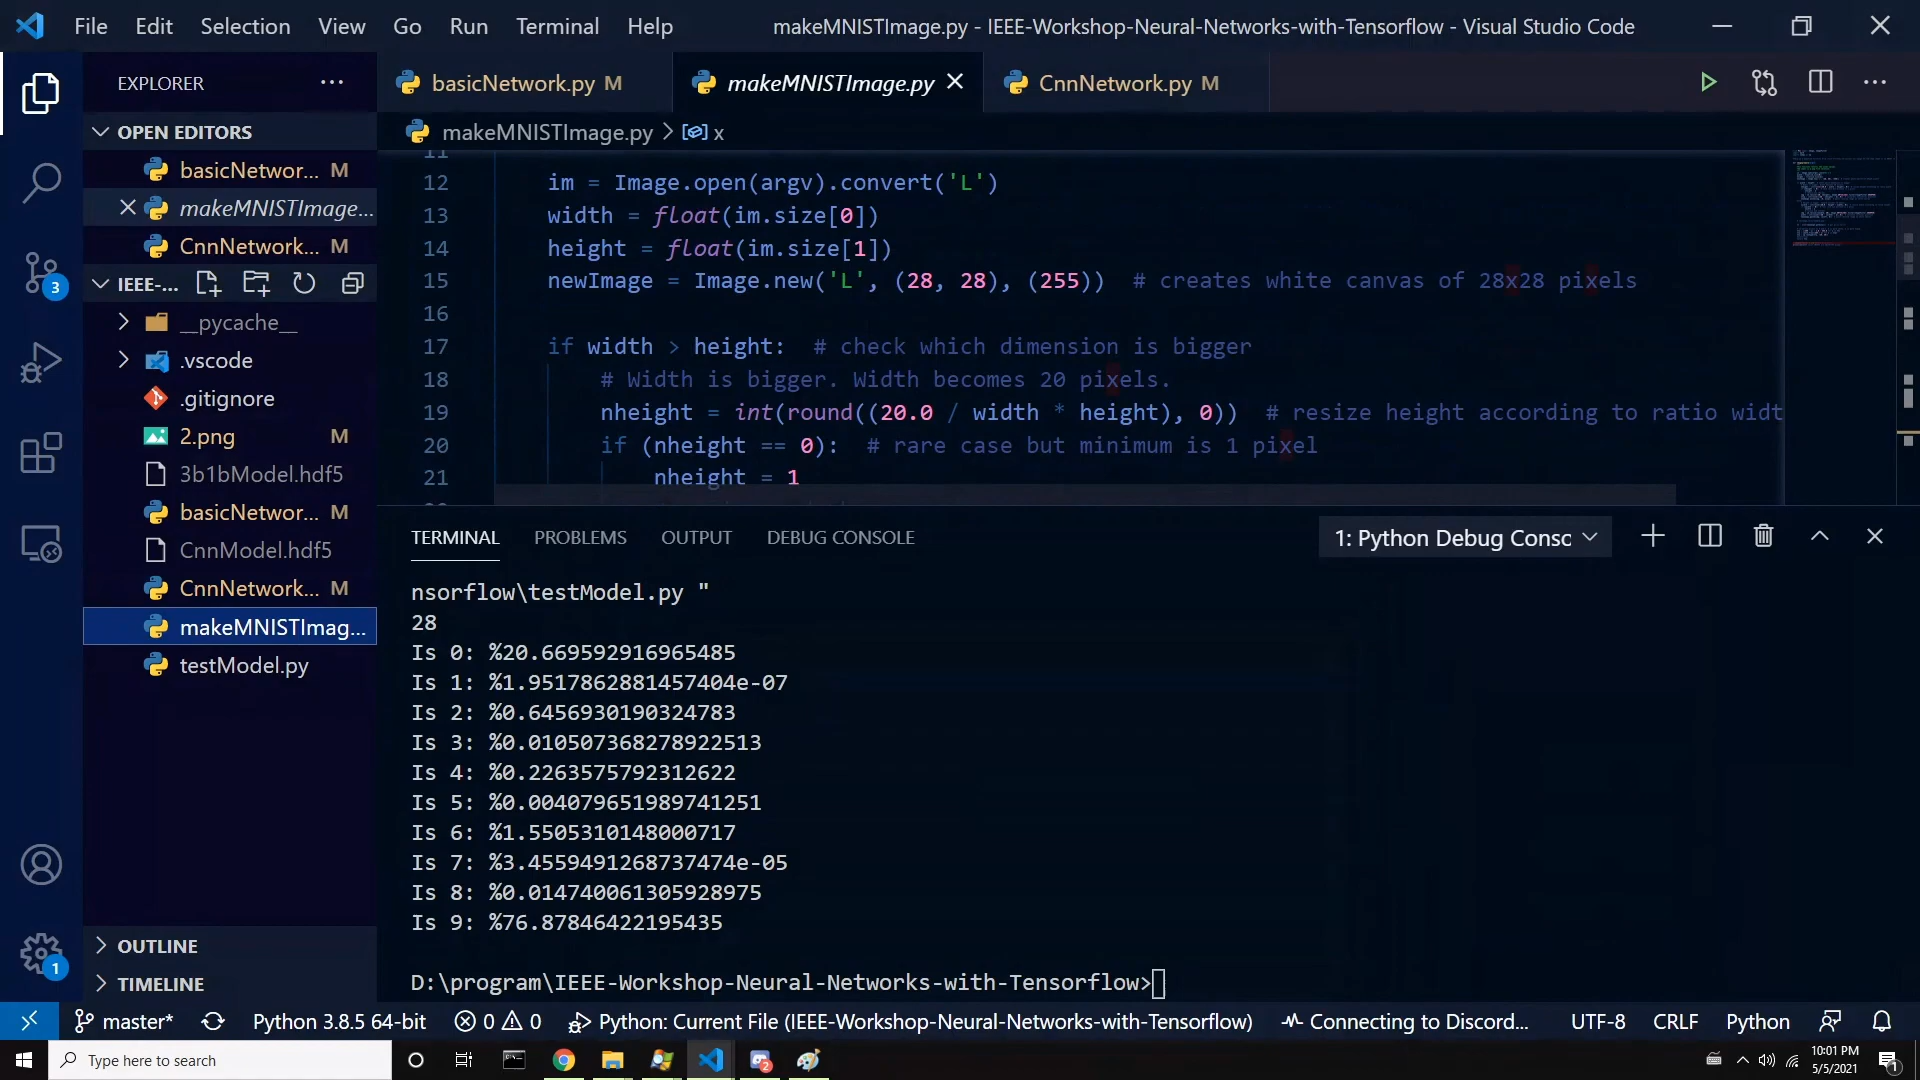 File Edit Selection View Go Run Terminal Help makeMNISTImage.py - IEEE-Workshop-Neural-Networks-with-Tensorflow - Visual Studio Code
EXPLORER
basicNetwork.py M
makeMNISTImage.py
CnnNetwork.py M
OPEN EDITORS
basicNetwor... M
makeMNISTImage...
CnnNetwork... M
IEEE-...
__pycache__
.vscode
.gitignore
2.png M
3b1bModel.hdf5
basicNetwor... M
CnnModel.hdf5
CnnNetwork... M
makeMNISTImag...
testModel.py
OUTLINE
TIMELINE
3
1
makeMNISTImage.py > x
11
12 im = Image.open(argv).convert('L')
13 width = float(im.size[0])
14 height = float(im.size[1])
15 newImage = Image.new('L', (28, 28), (255)) # creates white canvas of 28x28 pixels
16
17 if width > height: # check which dimension is bigger
18 # Width is bigger. Width becomes 20 pixels.
19 nheight = int(round((20.0 / width * height), 0)) # resize height according to ratio widt
20 if (nheight == 0): # rare case but minimum is 1 pixel
21 nheight = 1
TERMINAL PROBLEMS OUTPUT DEBUG CONSOLE 1: Python Debug Consc
nsorflow\testModel.py "
28
Is 0: %20.669592916965485
Is 1: %1.9517862881457404e-07
Is 2: %0.6456930190324783
Is 3: %0.010507368278922513
Is 4: %0.2263575792312622
Is 5: %0.004079651989741251
Is 6: %1.5505310148000717
Is 7: %3.4559491268737474e-05
Is 8: %0.014740061305928975
Is 9: %76.87846422195435
D:\program\IEEE-Workshop-Neural-Networks-with-Tensorflow>
master* Python 3.8.5 64-bit 0 0 Python: Current File (IEEE-Workshop-Neural-Networks-with-Tensorflow) Connecting to Discord... UTF-8 CRLF Python
Type here to search
2
10:01 PM
5/5/2021
1